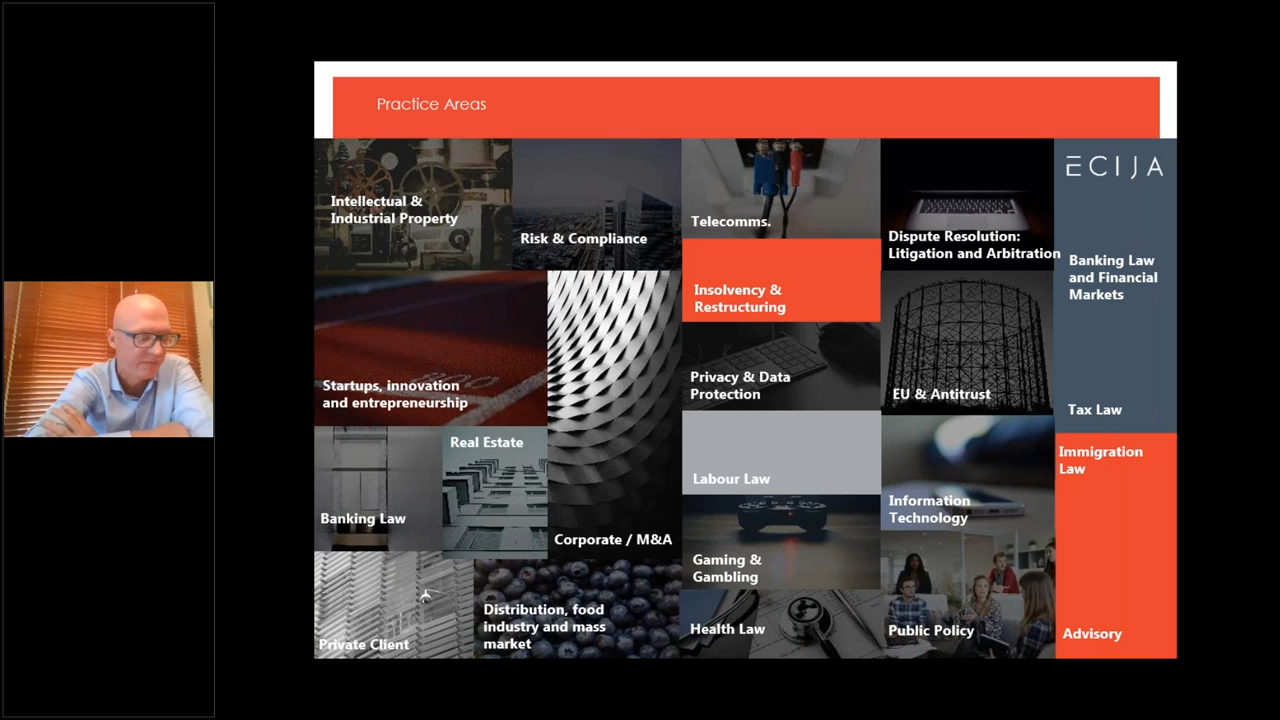 Practice Areas
ECIJA
Intellectual &
Industrial Property
Risk & Compliance
Telecomms.
Dispute Resolution:
Litigation and Arbitration
Banking Law
and Financial
Markets
Insolvency &
Restructuring
Startups, innovation
and entrepreneurship
Privacy & Data
Protection
EU & Antitrust
Tax Law
Real Estate
Immigration
Law
Labour Law
Banking Law
Corporate / M&A
Information
Technology
Gaming &
Gambling
Private Client
Distribution, food
industry and mass
market
Health Law
Public Policy
Advisory